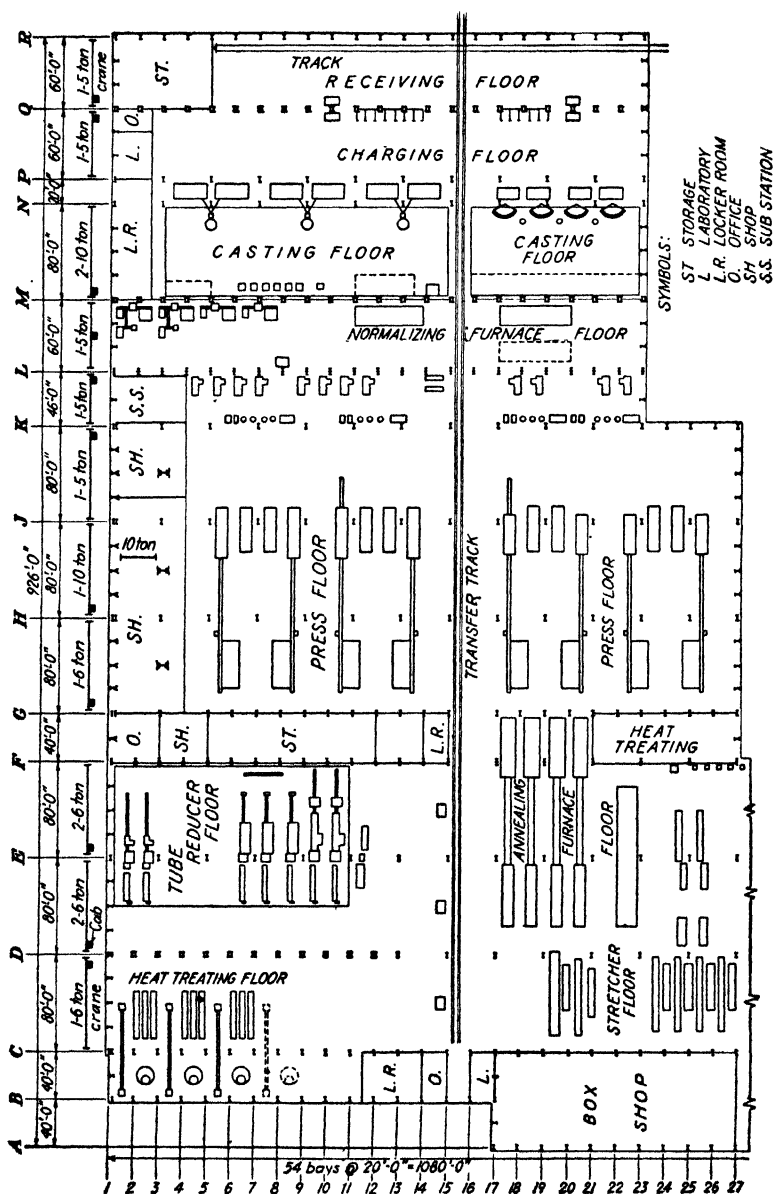 R
Q
P
N
M
L
K
J
H
G
F
E
D
C
B
A
60'-0"
60'-0"
20'-0"
80'-0"
60'-0"
46'-0"
80'-0"
80'-0"
80'-0"
40'-0"
80'-0"
80'-0"
80'-0"
40'-0"
40'-0"
926'-0"
1-5 ton
crane
1-5 ton
2-10 ton
1-5 ton
1-5 ton
1-5 ton
1-10 ton
1-6 ton
2-6 ton
2-6 ton
Cab
1-6 ton
crane
ST.
TRACK
RECEIVING FLOOR
O.
L.
CHARGING FLOOR
L.R.
CASTING FLOOR
CASTING
FLOOR
NORMALIZING FURNACE FLOOR
S.S.
SH.
10 ton
SH.
PRESS FLOOR
TRANSFER TRACK
PRESS FLOOR
O.
SH.
ST.
L.R.
HEAT
TREATING
TUBE
REDUCER
FLOOR
ANNEALING
FURNACE
FLOOR
HEAT TREATING FLOOR
STRETCHER
FLOOR
L.R.
O.
L.
BOX SHOP
54 bays @ 20'-0"=1080'-0"
1 2 3 4 5 6 7 8 9 10 11 12 13 14 15 16 17 18 19 20 21 22 23 24 25 26 27
SYMBOLS:
ST STORAGE
L LABORATORY
L.R. LOCKER ROOM
O. OFFICE
SH SHOP
S.S. SUB STATION